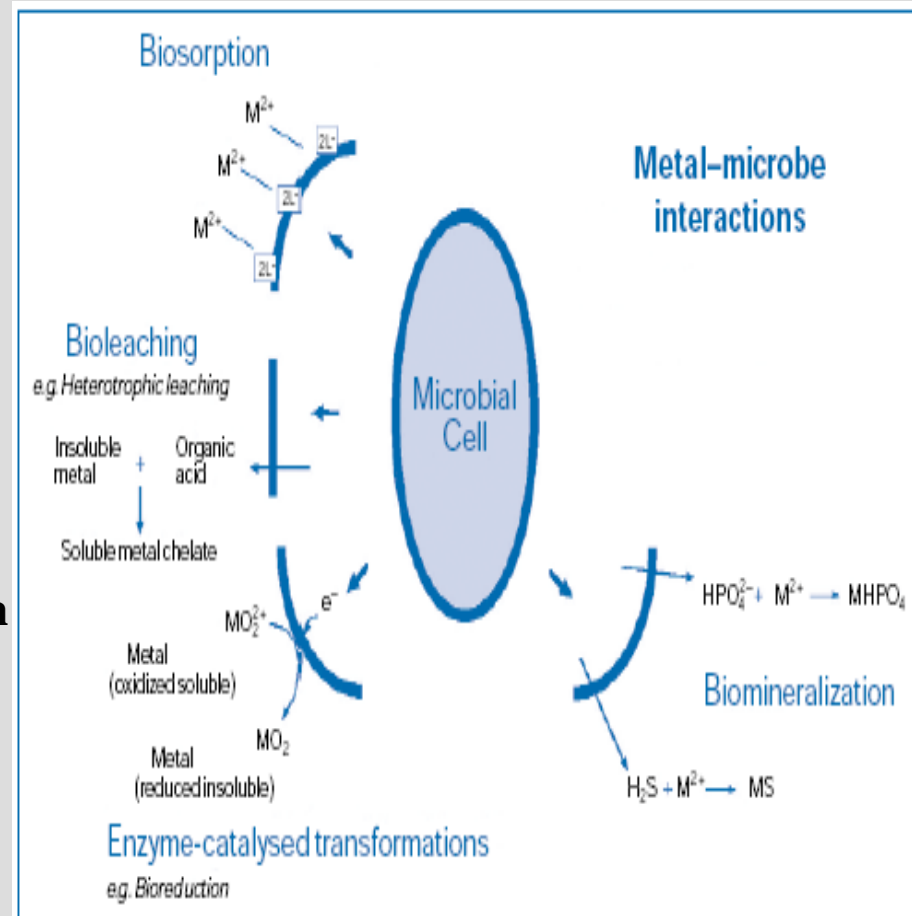 Biosorption
M²⁺
2L⁻
M²⁺
2L⁻
M²⁺
2L⁻
Metal–microbe
interactions
Bioleaching
e.g. Heterotrophic leaching
Insoluble
metal
+
Organic
acid
Soluble metal chelate
Microbial
Cell
n
MO₂²⁺
e⁻
Metal
(oxidized soluble)
MO₂
Metal
(reduced insoluble)
Enzyme-catalysed transformations
e.g. Bioreduction
HPO₄²⁻ + M²⁺ → MHPO₄
Biomineralization
H₂S + M²⁺ → MS